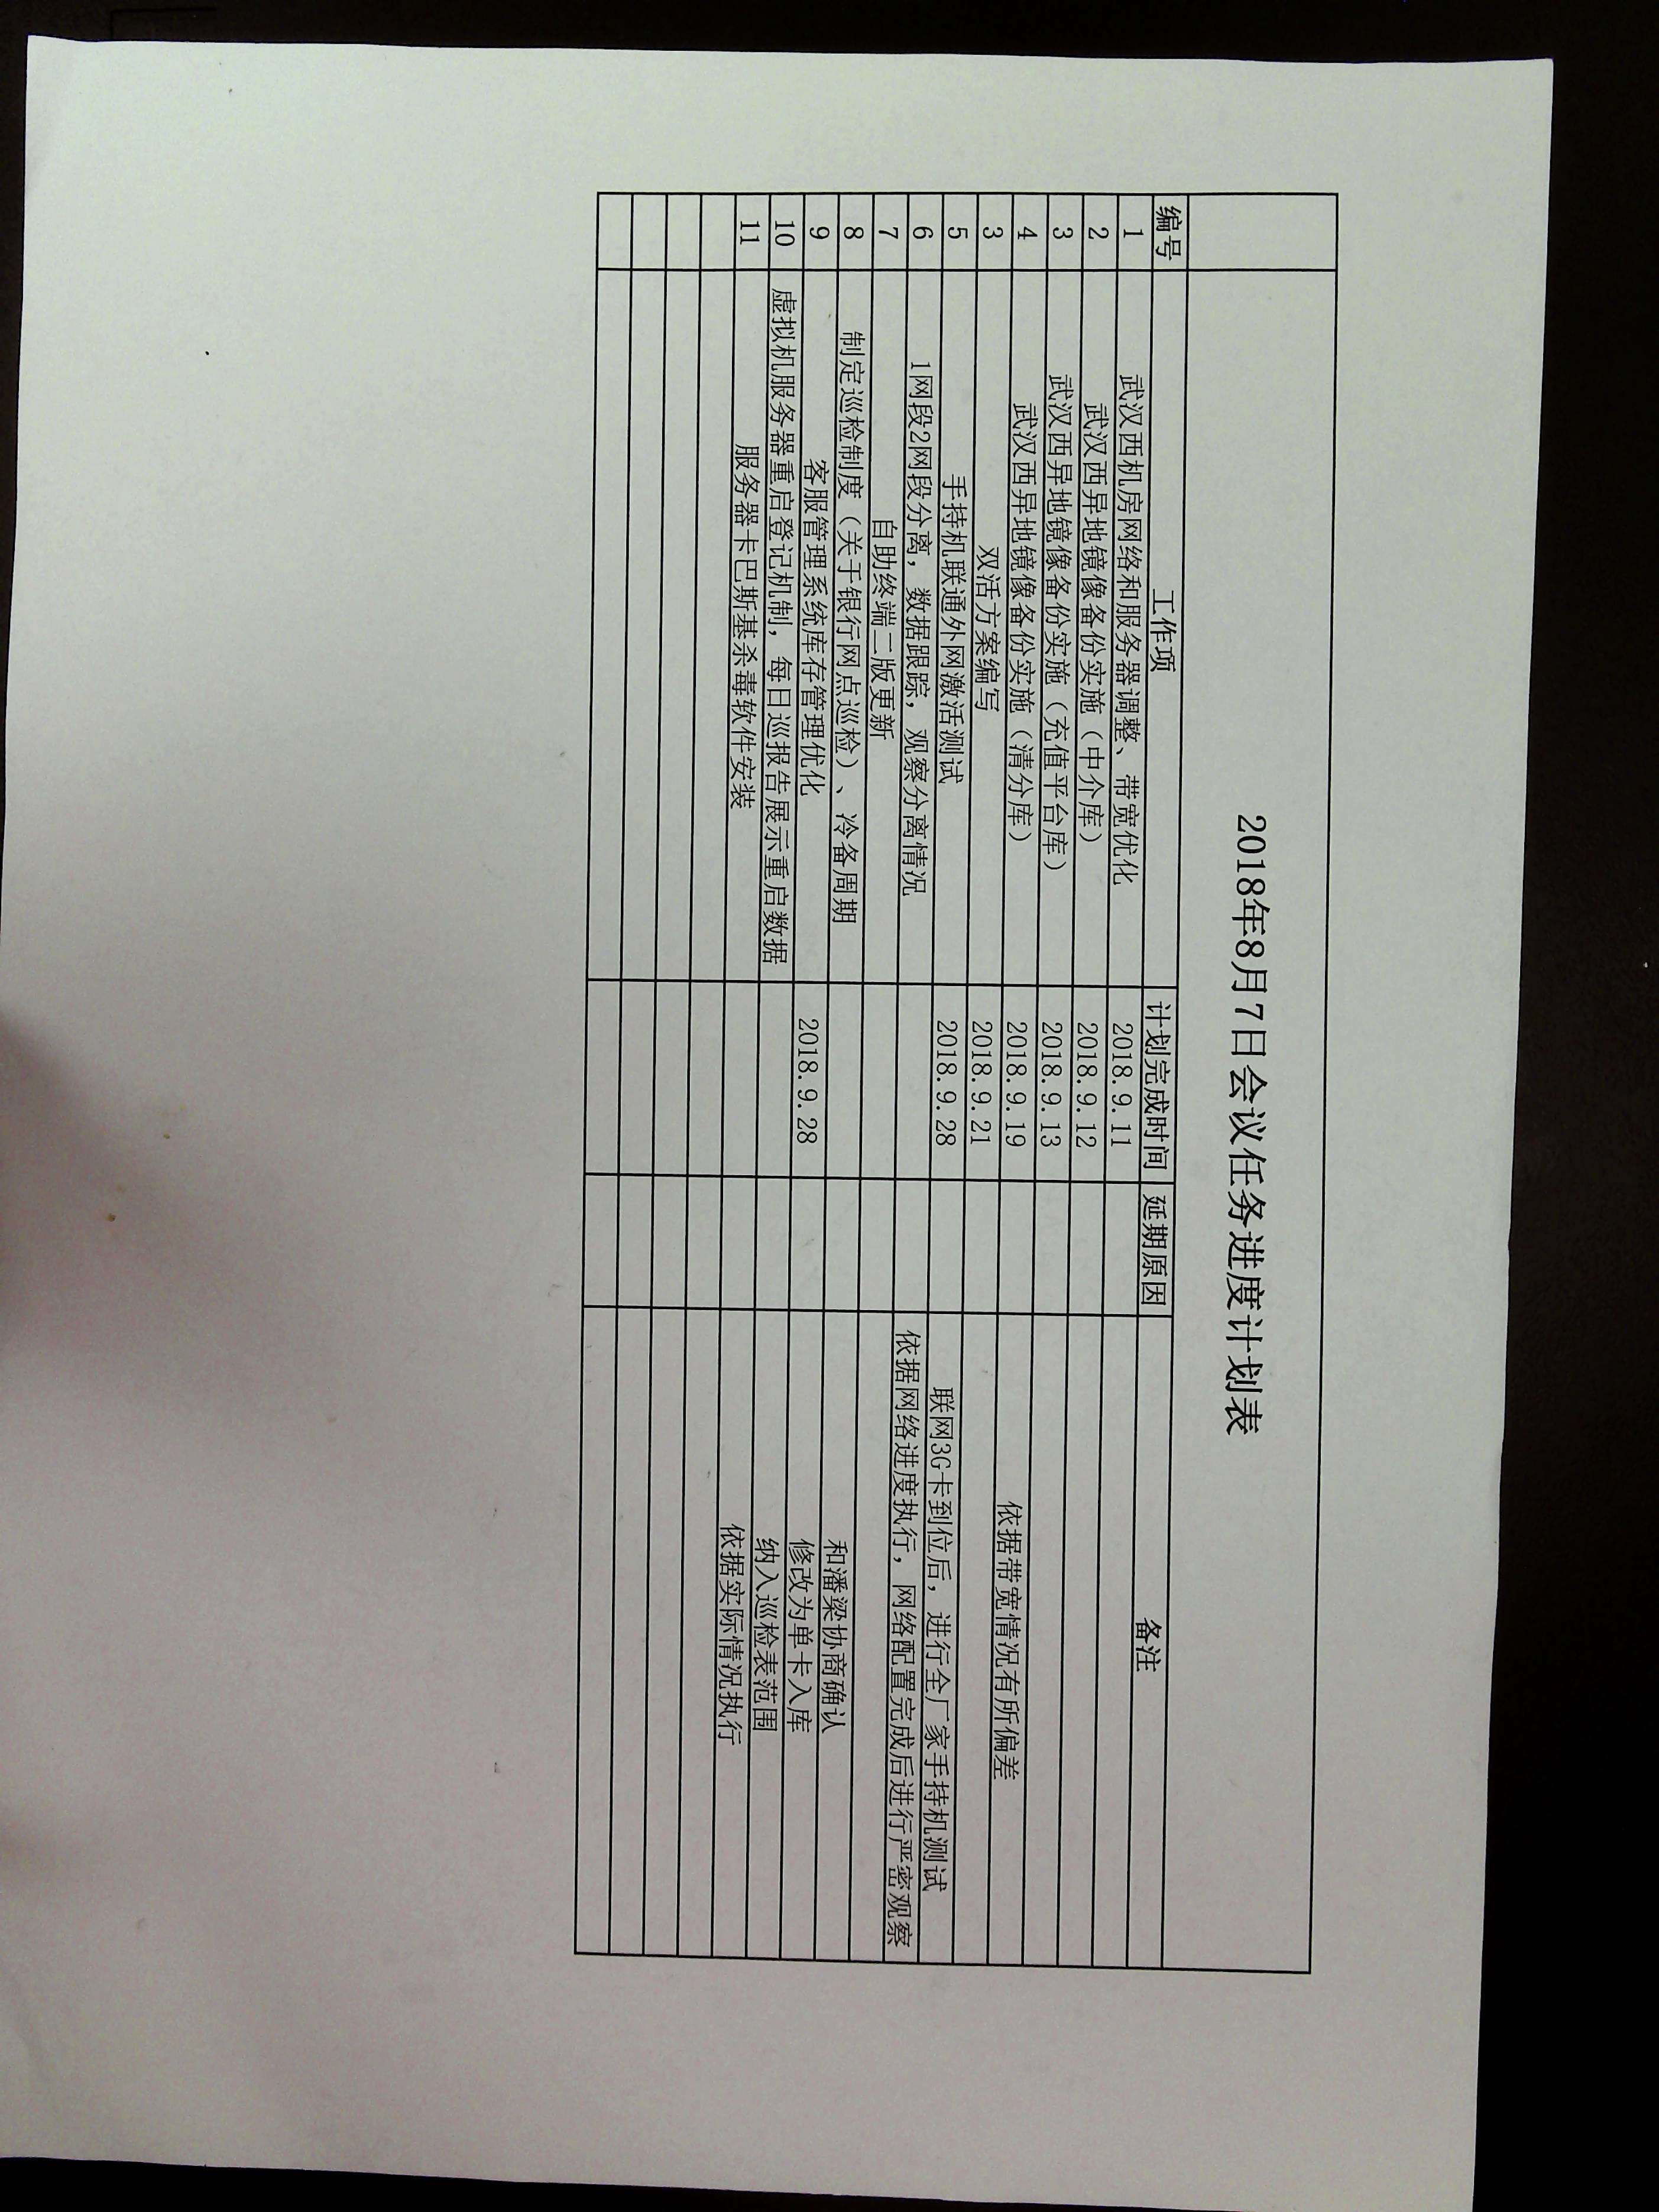 2018年8月7日会议任务进度计划表
编号 工作项 计划完成时间 延期原因 备注
1 武汉西机房网络和服务器调整、带宽优化 2018.9.11
2 武汉西异地镜像备份实施（中介库） 2018.9.12
3 武汉西异地镜像备份实施（充值平台库） 2018.9.13
4 武汉西异地镜像备份实施（清分库） 2018.9.19 依据带宽情况有所偏差
3 双活方案编写 2018.9.21
5 手持机联通外网激活测试 2018.9.28 联网3G卡到位后，进行全厂家手持机测试
6 1网段2网段分离，数据跟踪，观察分离情况 依据网络进度执行，网络配置完成后进行严密观察
7 自助终端二版更新
8 制定巡检制度（关于银行网点巡检）、冷备周期 和潘梁协商确认
9 客服管理系统库存管理优化 2018.9.28 修改为单卡入库
10 虚拟机服务器重启登记机制，每日巡报告展示重启数据 纳入巡检表范围
11 服务器卡巴斯基杀毒软件安装 依据实际情况执行